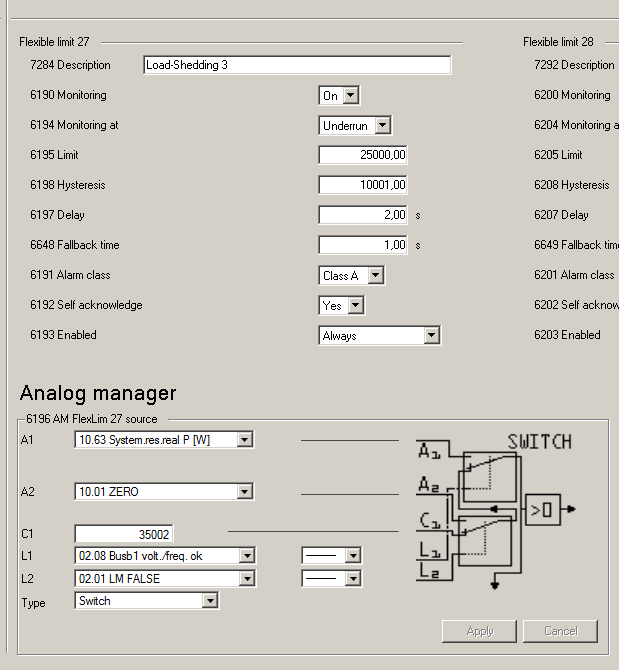 Flexible limit 27
Flexible limit 28
7284 Description Load-Shedding 3 7292 Description
6190 Monitoring On 6200 Monitoring
6194 Monitoring at Underrun 6204 Monitoring a
6195 Limit 25000,00 6205 Limit
6198 Hysteresis 10001,00 6208 Hysteresis
6197 Delay 2,00 s 6207 Delay
6648 Fallback time 1,00 s 6649 Fallback tim
6191 Alarm class Class A 6201 Alarm class
6192 Self acknowledge Yes 6202 Self acknow
6193 Enabled Always 6203 Enabled
Analog manager
6196 AM FlexLim 27 source
A1 10.63 System.res.real P [W] A1 SWITCH
A2 10.01 ZERO A2
C1 35002 C1 >0
L1 02.08 Busb1 volt./freq. ok L1
L2 02.01 LM FALSE L2
Type Switch
Apply Cancel